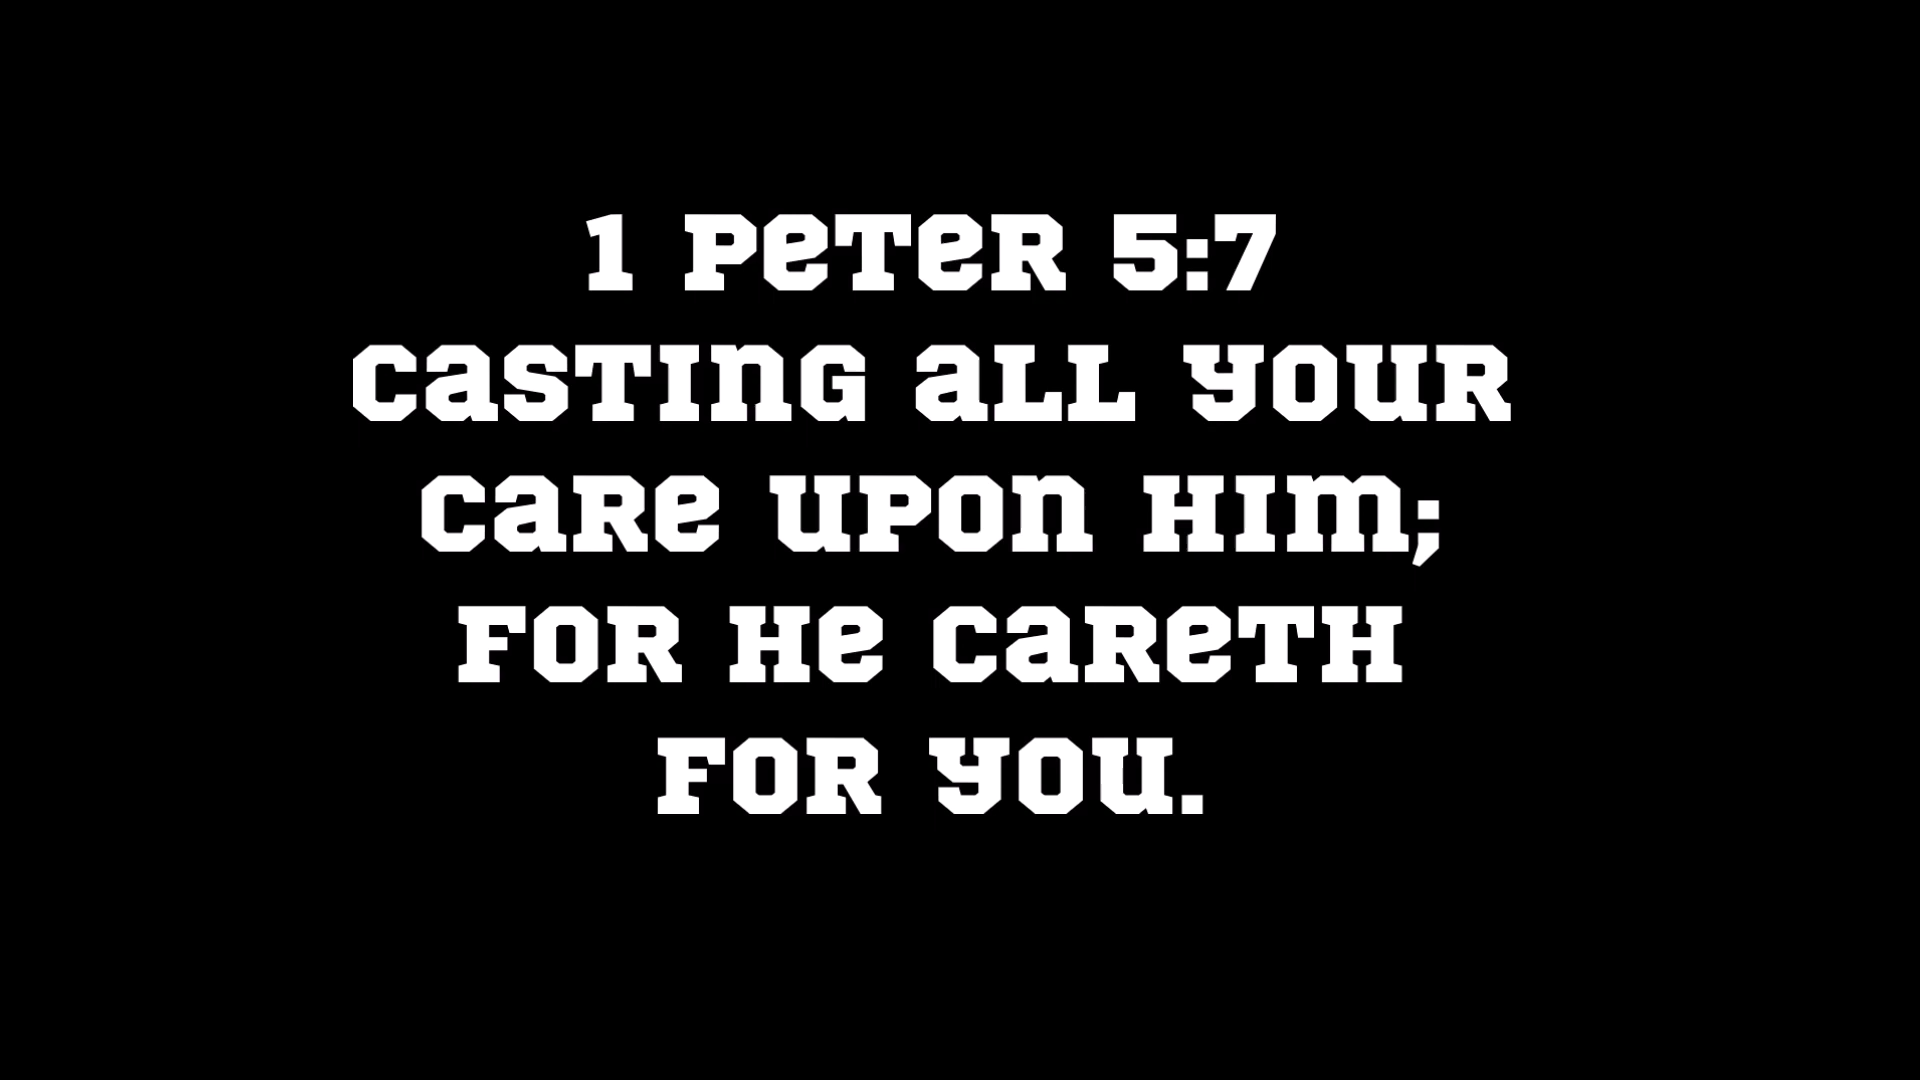 1 Peter 5:7
Casting all your
care upon him;
for he careth
for you.